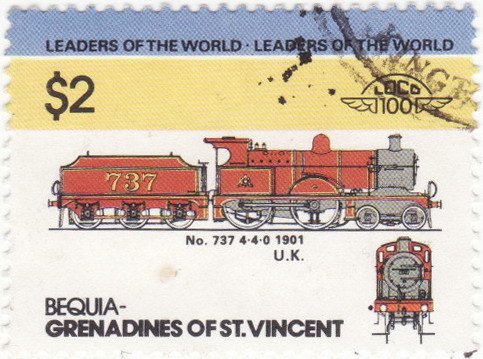 LEADERS OF THE WORLD · LEADERS OF THE WORLD
$2
LOCO
100
737
No. 737 4-4-0 1901
U.K.
BEQUIA-
GRENADINES OF ST. VINCENT